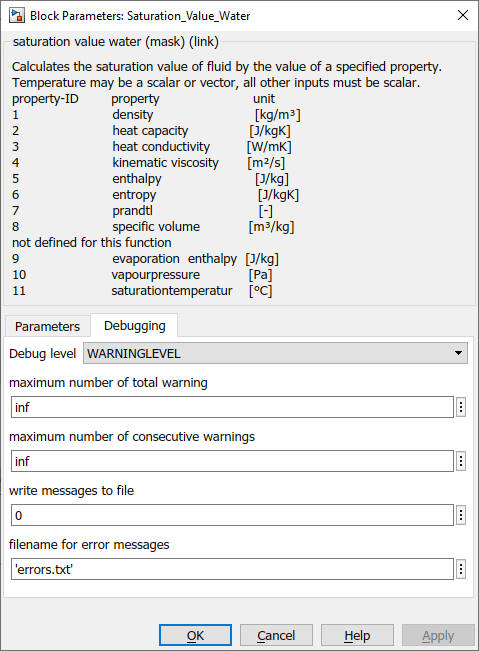 Block Parameters: Saturation_Value_Water
saturation value water (mask) (link)
Calculates the saturation value of fluid by the value of a specified property.
Temperature may be a scalar or vector, all other inputs must be scalar.
property-ID property unit
1 density [kg/m³]
2 heat capacity [J/kgK]
3 heat conductivity [W/mK]
4 kinematic viscosity [m²/s]
5 enthalpy [J/kg]
6 entropy [J/kgK]
7 prandtl [-]
8 specific volume [m³/kg]
not defined for this function
9 evaporation enthalpy [J/kg]
10 vapourpressure [Pa]
11 saturationtemperatur [°C]
Parameters Debugging
Debug level WARNINGLEVEL
maximum number of total warning
inf
maximum number of consecutive warnings
inf
write messages to file
0
filename for error messages
'errors.txt'
OK Cancel Help Apply